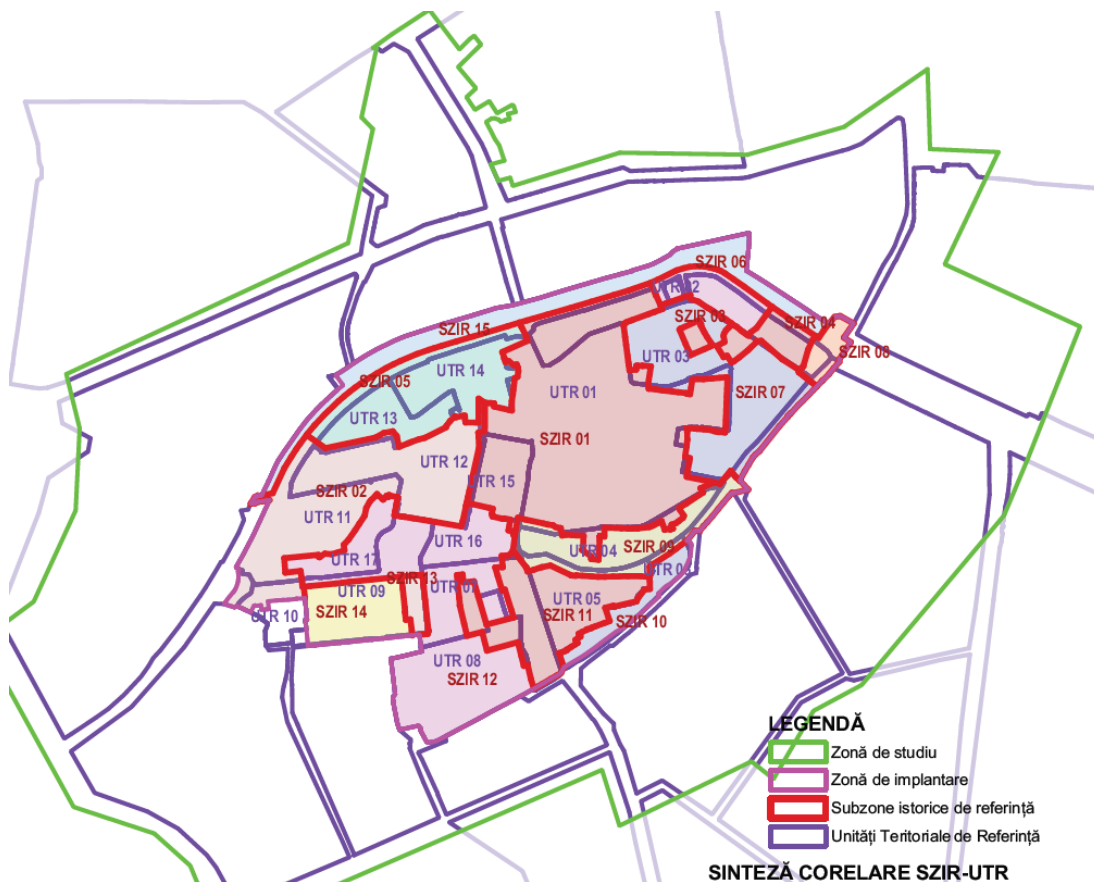 SZIR 06
UTR 02
SZIR 03
SZIR 04
SZIR 15
SZIR 08
UTR 03
UTR 14
SZIR 05
UTR 01
SZIR 07
UTR 13
SZIR 01
UTR 12
UTR 15
SZIR 02
UTR 11
UTR 16
UTR 04
SZIR 09
UTR 17
SZIR 13
UTR 09
UTR 05
UTR 10
SZIR 14
SZIR 11
SZIR 10
UTR 08
SZIR 12
LEGENDĂ
Zonă de studiu
Zonă de implantare
Subzone istorice de referință
Unități Teritoriale de Referință
SINTEZĂ CORELARE SZIR-UTR